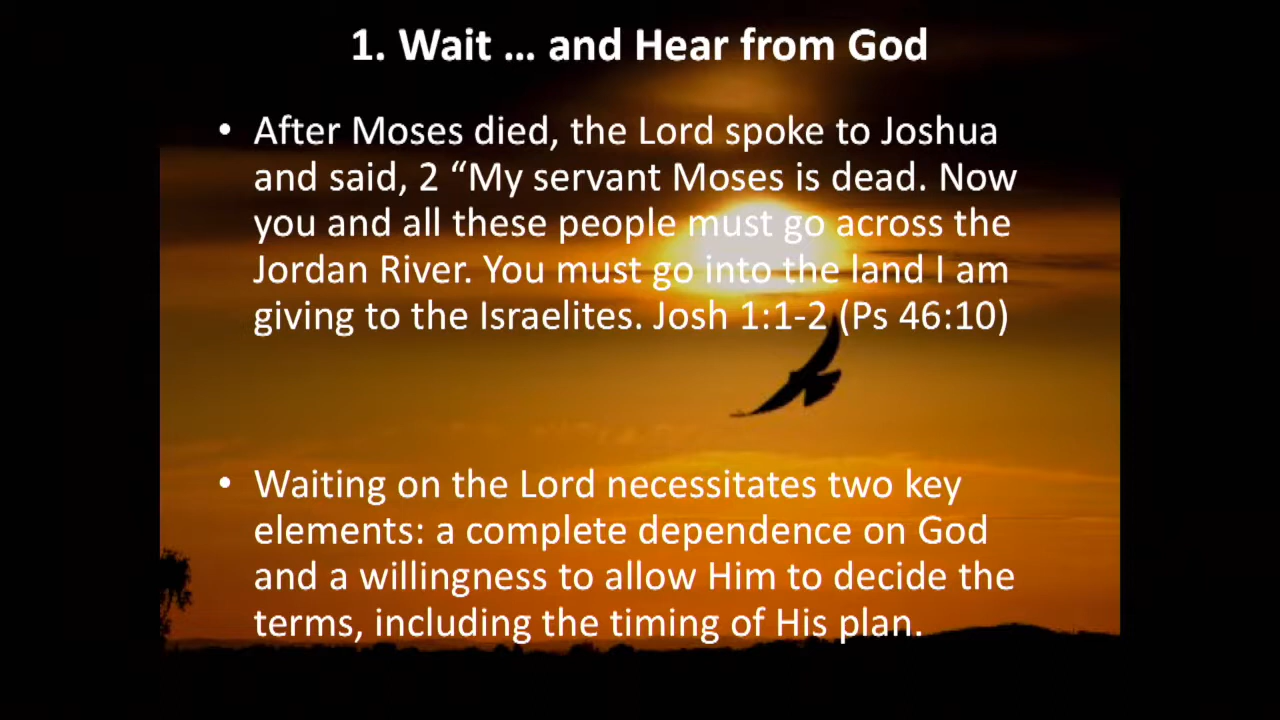 1. Wait … and Hear from God
• After Moses died, the Lord spoke to Joshua
and said, 2 “My servant Moses is dead. Now
you and all these people must go across the
Jordan River. You must go into the land I am
giving to the Israelites. Josh 1:1-2 (Ps 46:10)
• Waiting on the Lord necessitates two key
elements: a complete dependence on God
and a willingness to allow Him to decide the
terms, including the timing of His plan.